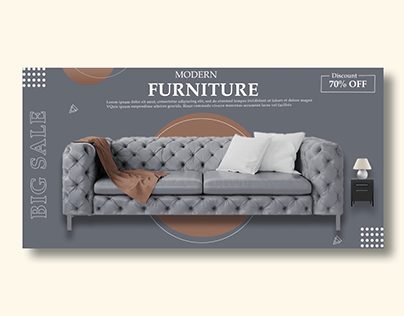 MODERN
FURNITURE
Discount
70% OFF
BIG SALE